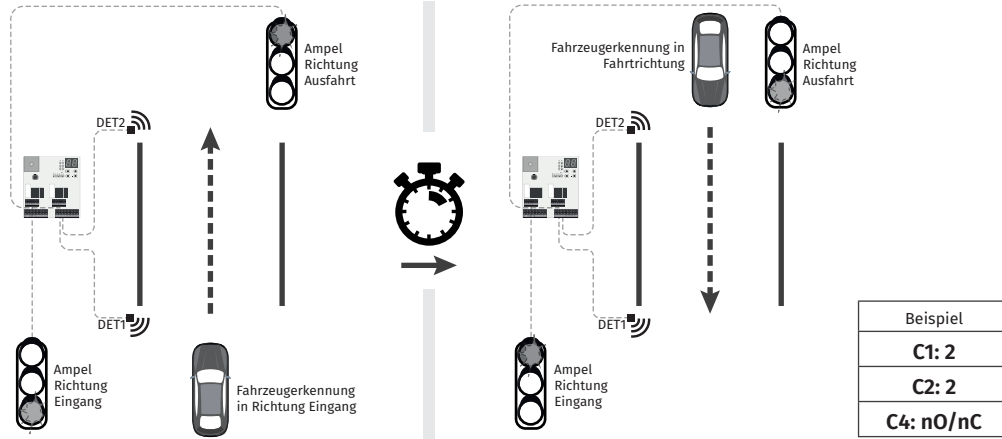 Ampel
Richtung
Ausfahrt
DET2
DET1
Ampel
Richtung
Eingang
Fahrzeugerkennung
in Richtung Eingang
Fahrzeugerkennung in
Fahrtrichtung
Ampel
Richtung
Ausfahrt
DET2
DET1
Ampel
Richtung
Eingang
Beispiel
C1: 2
C2: 2
C4: nO/nC